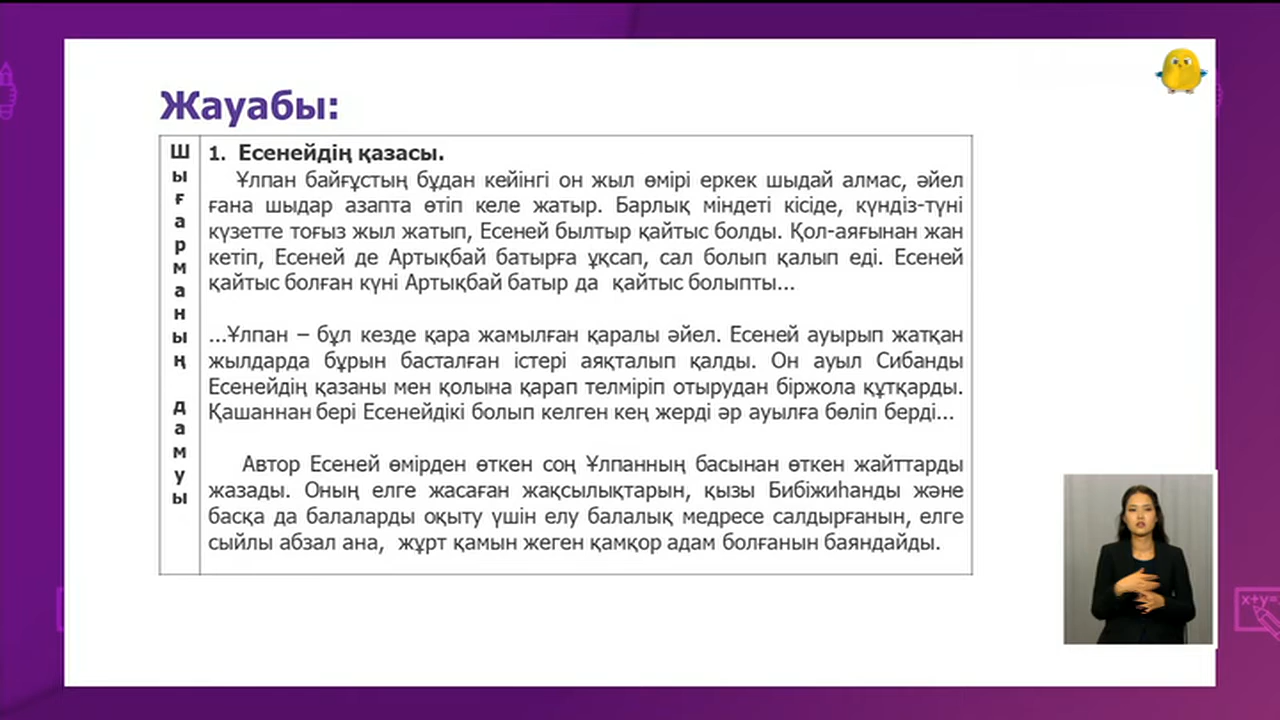 Жауабы:
Шығарманың дамуы
1. Есенейдің қазасы.
Ұлпан байғұстың бұдан кейінгі он жыл өмірі еркек шыдай алмас, әйел
ғана шыдар азапта өтіп келе жатыр. Барлық міндеті кісіде, күндіз-түні
күзетте тоғыз жыл жатып, Есеней былтыр қайтыс болды. Қол-аяғынан жан
кетіп, Есеней де Артықбай батырға ұқсап, сал болып қалып еді. Есеней
қайтыс болған күні Артықбай батыр да қайтыс болыпты...
...Ұлпан – бұл кезде қара жамылған қаралы әйел. Есеней ауырып жатқан
жылдарда бұрын басталған істері аяқталып қалды. Он ауыл Сибанды
Есенейдің қазаны мен қолына қарап телміріп отырудан біржола құтқарды.
Қашаннан бері Есенейдікі болып келген кең жерді әр ауылға бөліп берді...
Автор Есеней өмірден өткен соң Ұлпанның басынан өткен жайттарды
жазады. Оның елге жасаған жақсылықтарын, қызы Бибіжиһанды және
басқа да балаларды оқыту үшін елу балалық медресе салдырғанын, елге
сыйлы абзал ана, жұрт қамын жеген қамқор адам болғанын баяндайды.
x+y=